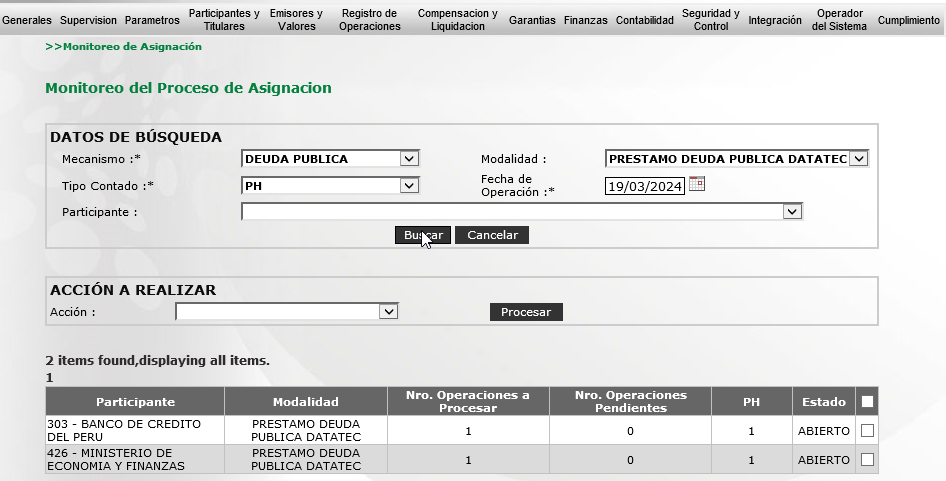 Generales Supervision Parametros Participantes y Titulares Emisores y Valores Registro de Operaciones Compensacion y Liquidacion Garantias Finanzas Contabilidad Seguridad y Control Integración Operador del Sistema Cumplimiento
>>Monitoreo de Asignación
Monitoreo del Proceso de Asignacion
DATOS DE BÚSQUEDA
Mecanismo :* DEUDA PUBLICA Modalidad : PRESTAMO DEUDA PUBLICA DATATEC
Tipo Contado :* PH Fecha de Operación :* 19/03/2024
Participante :
Buscar Cancelar
ACCIÓN A REALIZAR
Acción : Procesar
2 items found,displaying all items.
1
Participante Modalidad Nro. Operaciones a Procesar Nro. Operaciones Pendientes PH Estado
303 - BANCO DE CREDITO DEL PERU PRESTAMO DEUDA PUBLICA DATATEC 1 0 1 ABIERTO
426 - MINISTERIO DE ECONOMIA Y FINANZAS PRESTAMO DEUDA PUBLICA DATATEC 1 0 1 ABIERTO